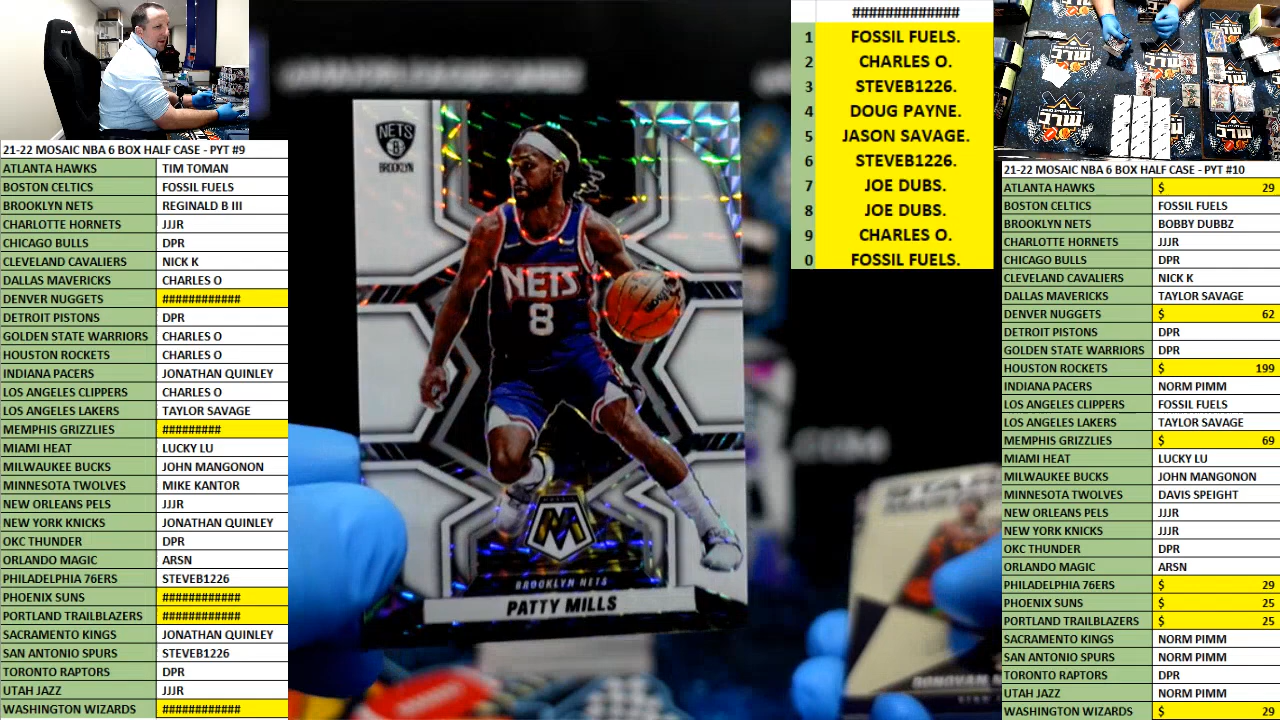 21-22 MOSAIC NBA 6 BOX HALF CASE - PYT #9
ATLANTA HAWKS TIM TOMAN
BOSTON CELTICS FOSSIL FUELS
BROOKLYN NETS REGINALD B III
CHARLOTTE HORNETS JJJR
CHICAGO BULLS DPR
CLEVELAND CAVALIERS NICK K
DALLAS MAVERICKS CHARLES O
DENVER NUGGETS ############
DETROIT PISTONS DPR
GOLDEN STATE WARRIORS CHARLES O
HOUSTON ROCKETS CHARLES O
INDIANA PACERS JONATHAN QUINLEY
LOS ANGELES CLIPPERS CHARLES O
LOS ANGELES LAKERS TAYLOR SAVAGE
MEMPHIS GRIZZLIES #########
MIAMI HEAT LUCKY LU
MILWAUKEE BUCKS JOHN MANGONON
MINNESOTA TWOLVES MIKE KANTOR
NEW ORLEANS PELS JJJR
NEW YORK KNICKS JONATHAN QUINLEY
OKC THUNDER DPR
ORLANDO MAGIC ARSN
PHILADELPHIA 76ERS STEVEB1226
PHOENIX SUNS ############
PORTLAND TRAILBLAZERS ############
SACRAMENTO KINGS JONATHAN QUINLEY
SAN ANTONIO SPURS STEVEB1226
TORONTO RAPTORS DPR
UTAH JAZZ JJJR
WASHINGTON WIZARDS ############
NETS
B
BROOKLYN
NETS
8
MOSAIC
BROOKLYN NETS
PATTY MILLS
DONOVAN
#############
1 FOSSIL FUELS.
2 CHARLES O.
3 STEVEB1226.
4 DOUG PAYNE.
5 JASON SAVAGE.
6 STEVEB1226.
7 JOE DUBS.
8 JOE DUBS.
9 CHARLES O.
0 FOSSIL FUELS.
21-22 MOSAIC NBA 6 BOX HALF CASE - PYT #10
ATLANTA HAWKS $ 29
BOSTON CELTICS FOSSIL FUELS
BROOKLYN NETS BOBBY DUBBZ
CHARLOTTE HORNETS JJJR
CHICAGO BULLS DPR
CLEVELAND CAVALIERS NICK K
DALLAS MAVERICKS TAYLOR SAVAGE
DENVER NUGGETS $ 62
DETROIT PISTONS DPR
GOLDEN STATE WARRIORS DPR
HOUSTON ROCKETS $ 199
INDIANA PACERS NORM PIMM
LOS ANGELES CLIPPERS FOSSIL FUELS
LOS ANGELES LAKERS TAYLOR SAVAGE
MEMPHIS GRIZZLIES $ 69
MIAMI HEAT LUCKY LU
MILWAUKEE BUCKS JOHN MANGONON
MINNESOTA TWOLVES DAVIS SPEIGHT
NEW ORLEANS PELS JJJR
NEW YORK KNICKS JJJR
OKC THUNDER DPR
ORLANDO MAGIC ARSN
PHILADELPHIA 76ERS $ 29
PHOENIX SUNS $ 25
PORTLAND TRAILBLAZERS $ 25
SACRAMENTO KINGS NORM PIMM
SAN ANTONIO SPURS NORM PIMM
TORONTO RAPTORS DPR
UTAH JAZZ NORM PIMM
WASHINGTON WIZARDS $ 29